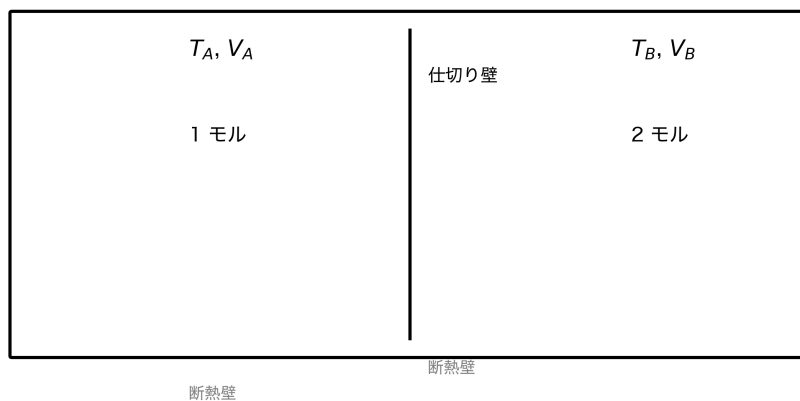 T_A, V_A
T_B, V_B
仕切り壁
1 モル
2 モル
断熱壁
断熱壁